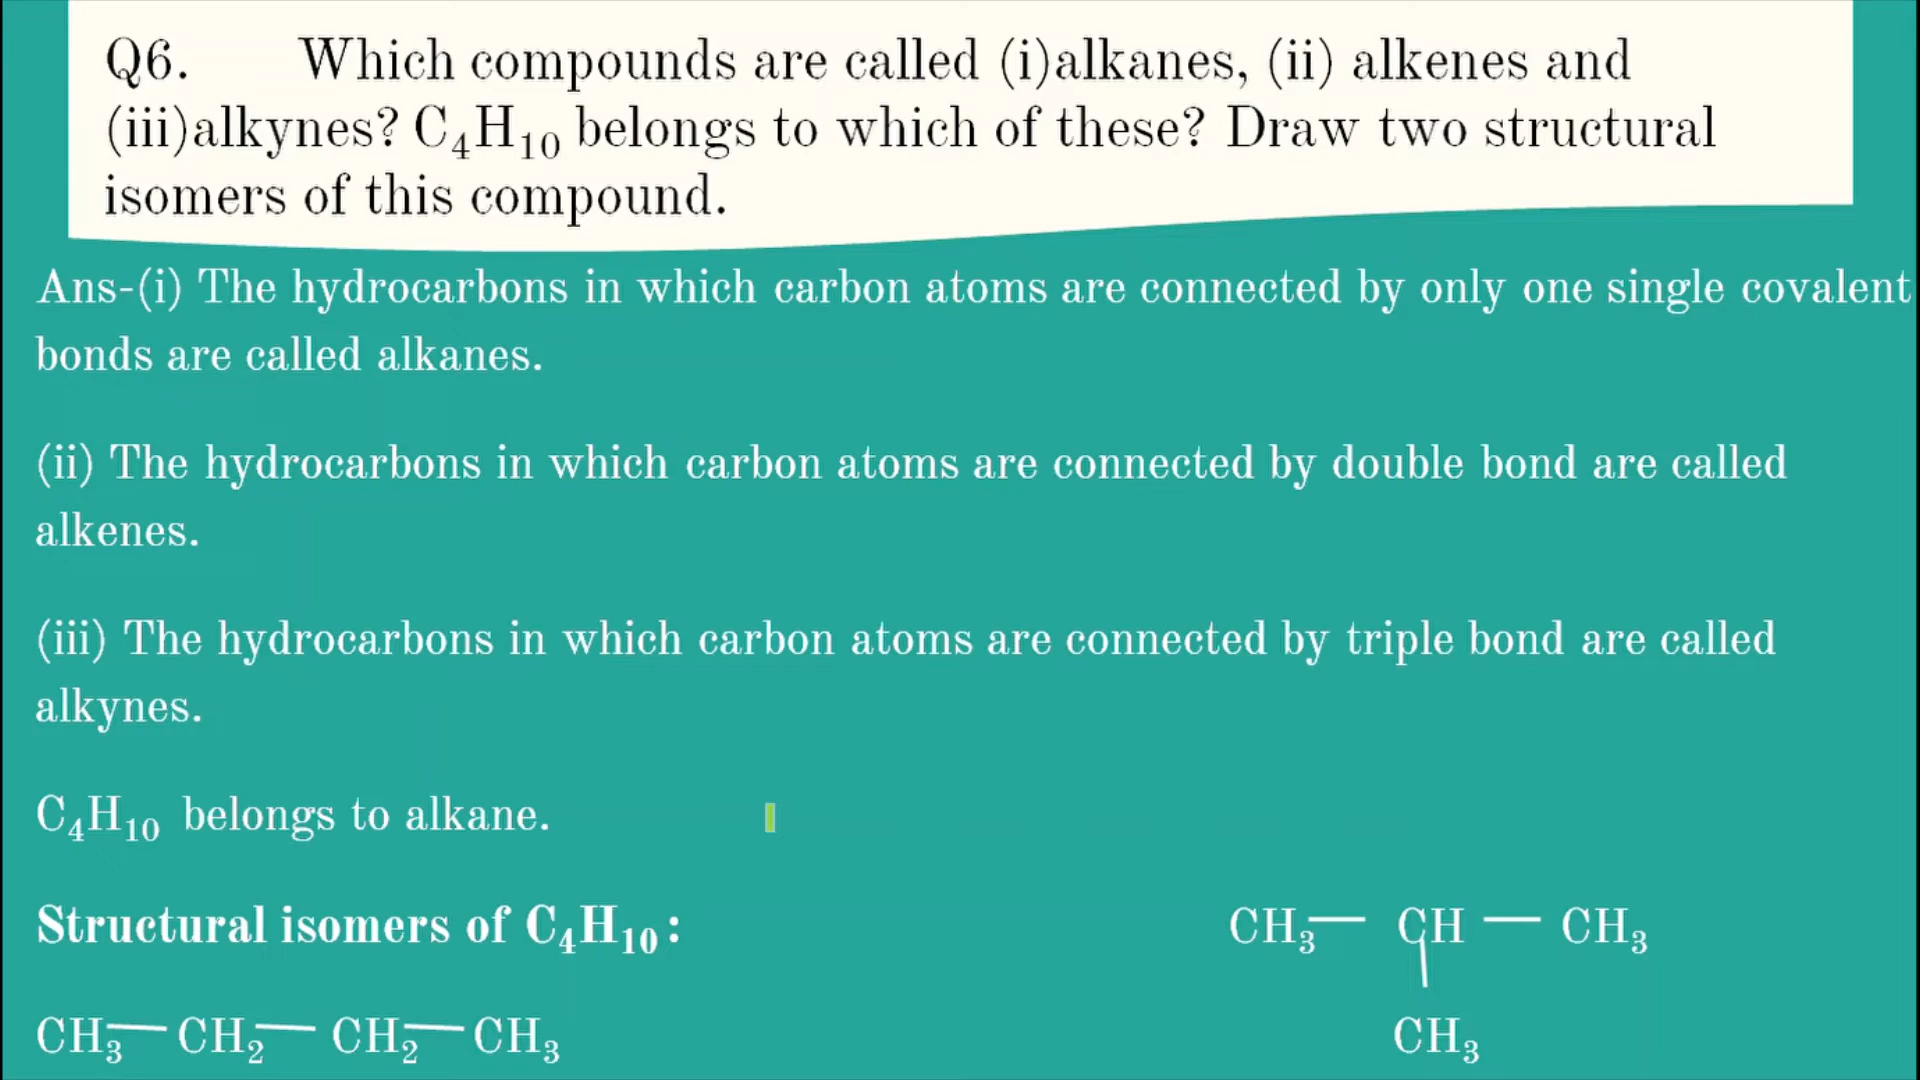 Q6. Which compounds are called (i)alkanes, (ii) alkenes and
(iii)alkynes? C₄H₁₀ belongs to which of these? Draw two structural
isomers of this compound.
Ans-(i) The hydrocarbons in which carbon atoms are connected by only one single covalent
bonds are called alkanes.
(ii) The hydrocarbons in which carbon atoms are connected by double bond are called
alkenes.
(iii) The hydrocarbons in which carbon atoms are connected by triple bond are called
alkynes.
C₄H₁₀ belongs to alkane.
Structural isomers of C₄H₁₀:
CH₃— CH — CH₃
|
CH₃
CH₃—CH₂—CH₂—CH₃